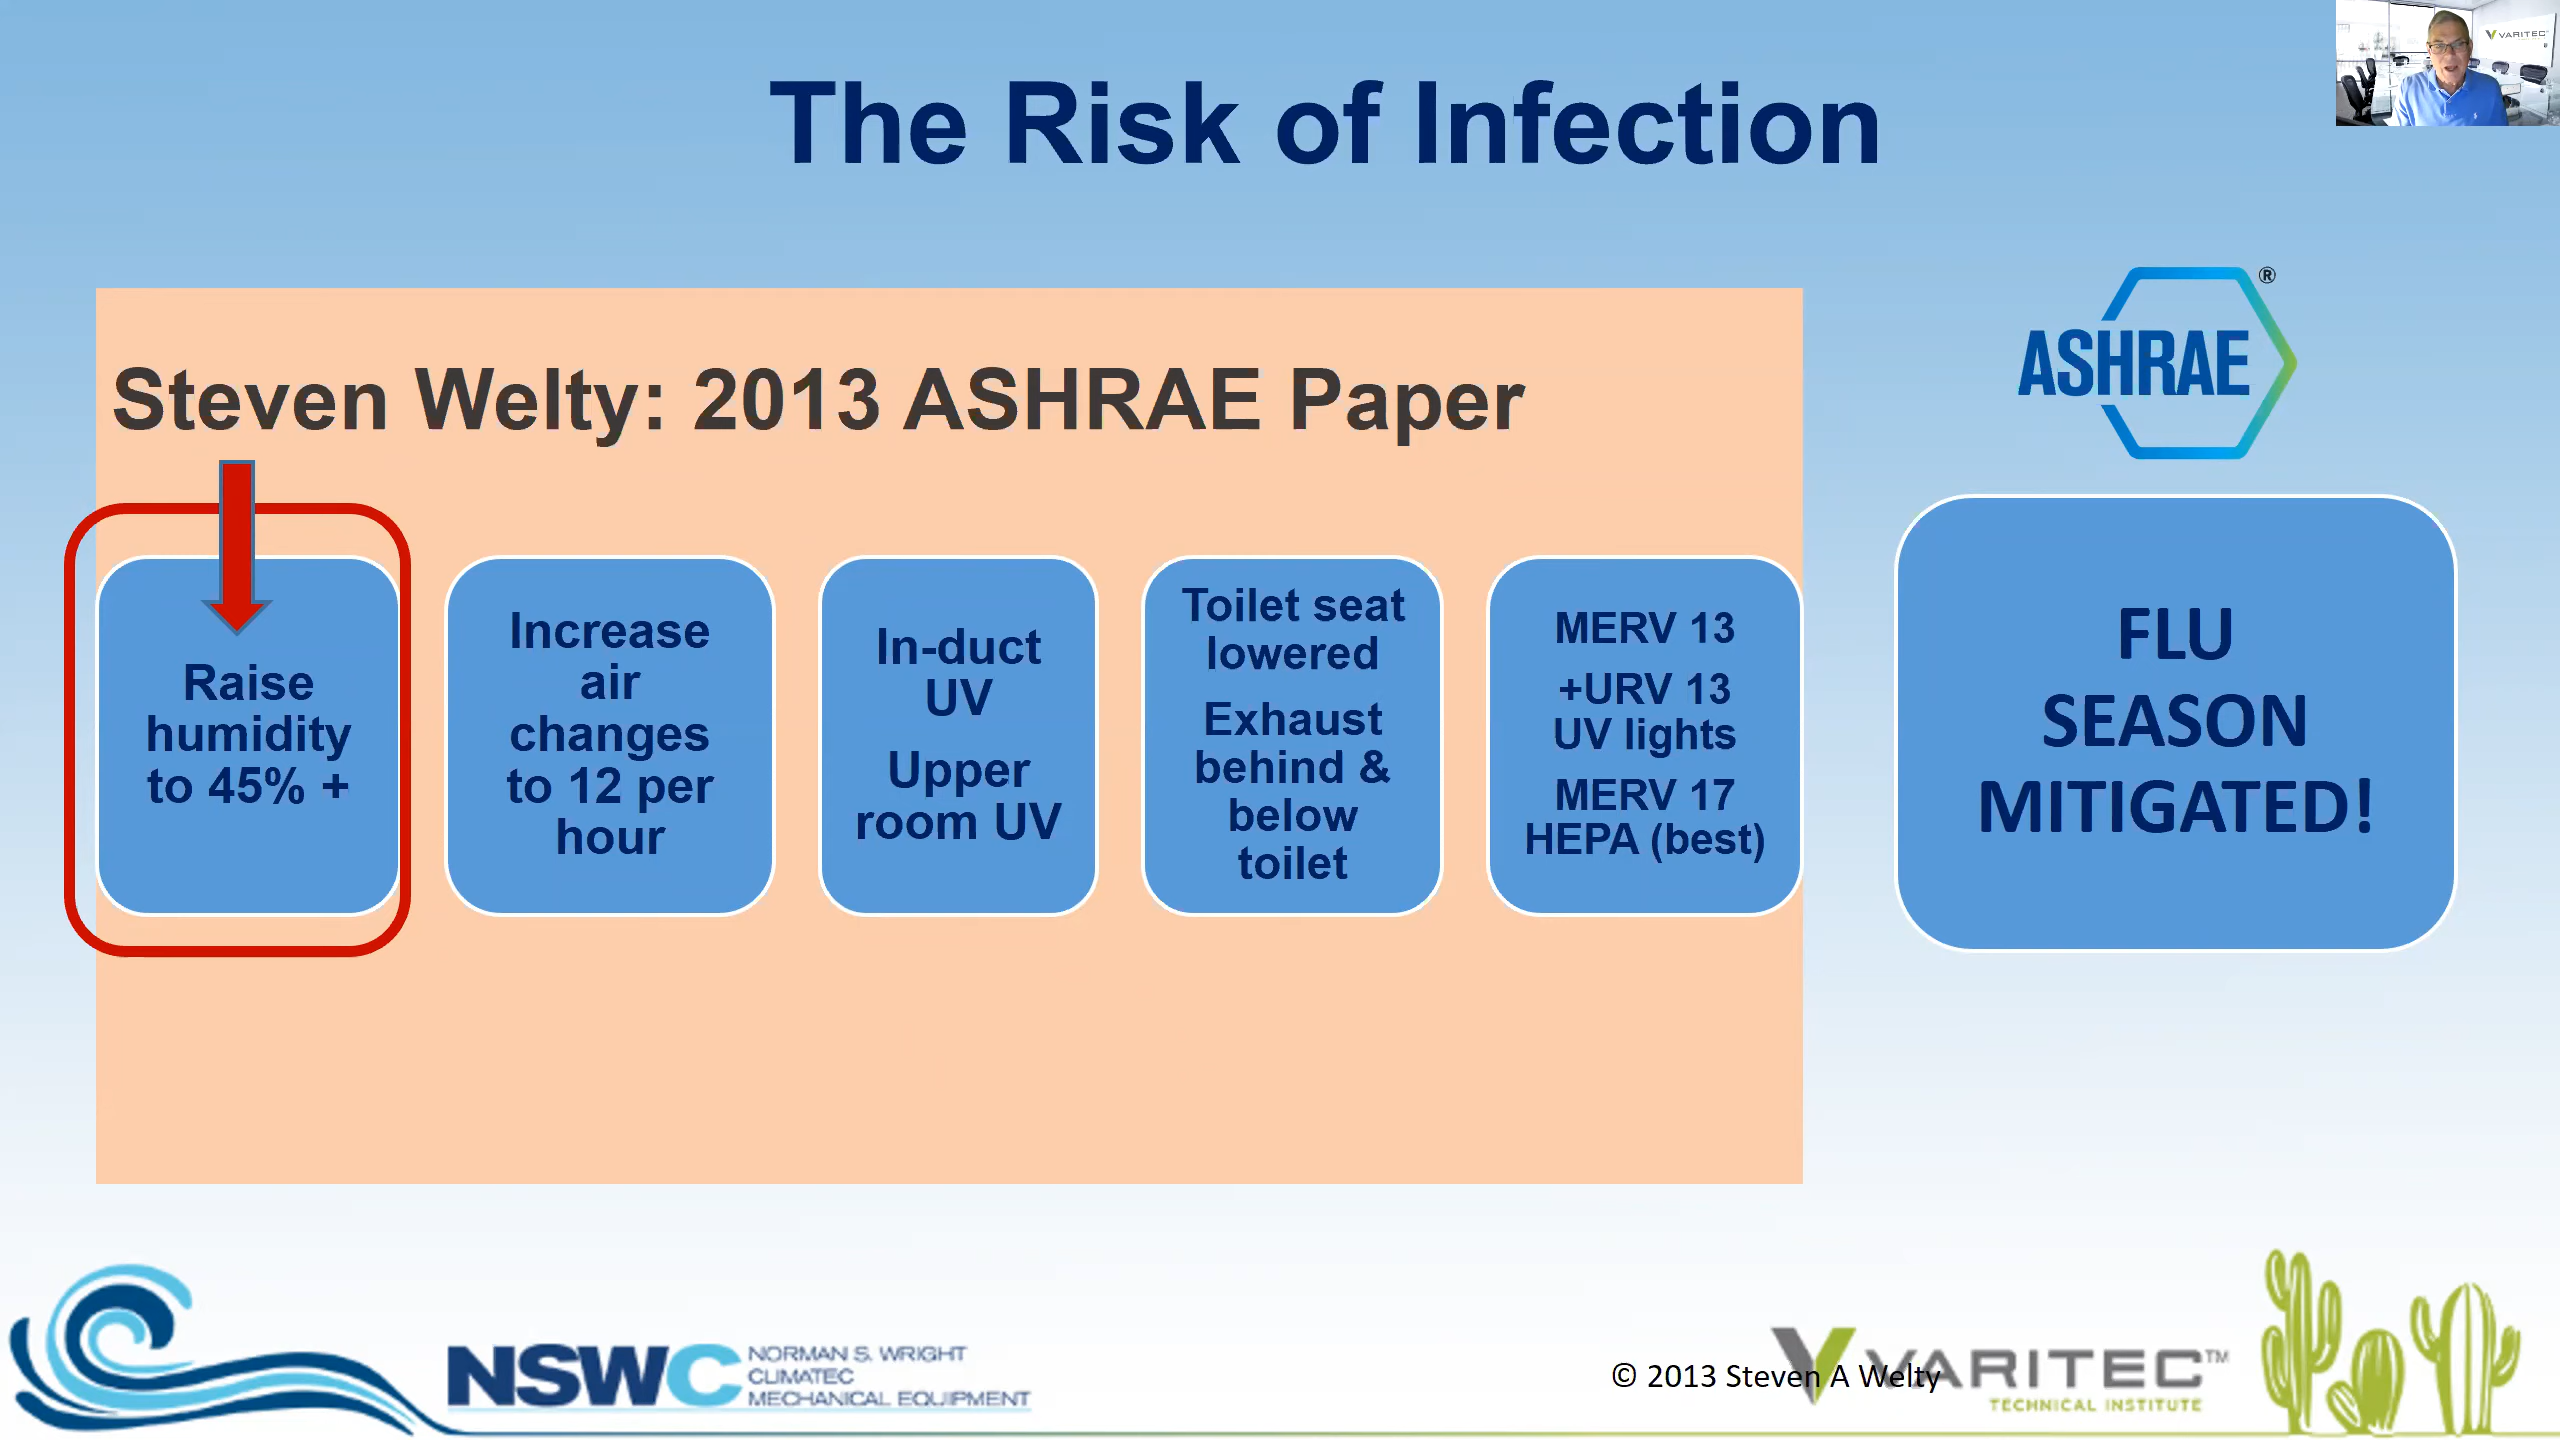 The Risk of Infection
VARITEC
Steven Welty: 2013 ASHRAE Paper
ASHRAE®
Raise
humidity
to 45% +
Increase
air
changes
to 12 per
hour
In-duct
UV
Upper
room UV
Toilet seat
lowered
Exhaust
behind &
below
toilet
MERV 13
+URV 13
UV lights
MERV 17
HEPA (best)
FLU
SEASON
MITIGATED!
NSWC
NORMAN S. WRIGHT
CLIMATEC
MECHANICAL EQUIPMENT
© 2013 Steven A Welty
VARITEC™
TECHNICAL INSTITUTE